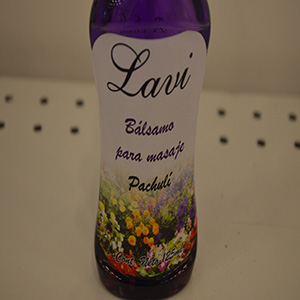 Lavi
Bálsamo
para masaje
Pachulí